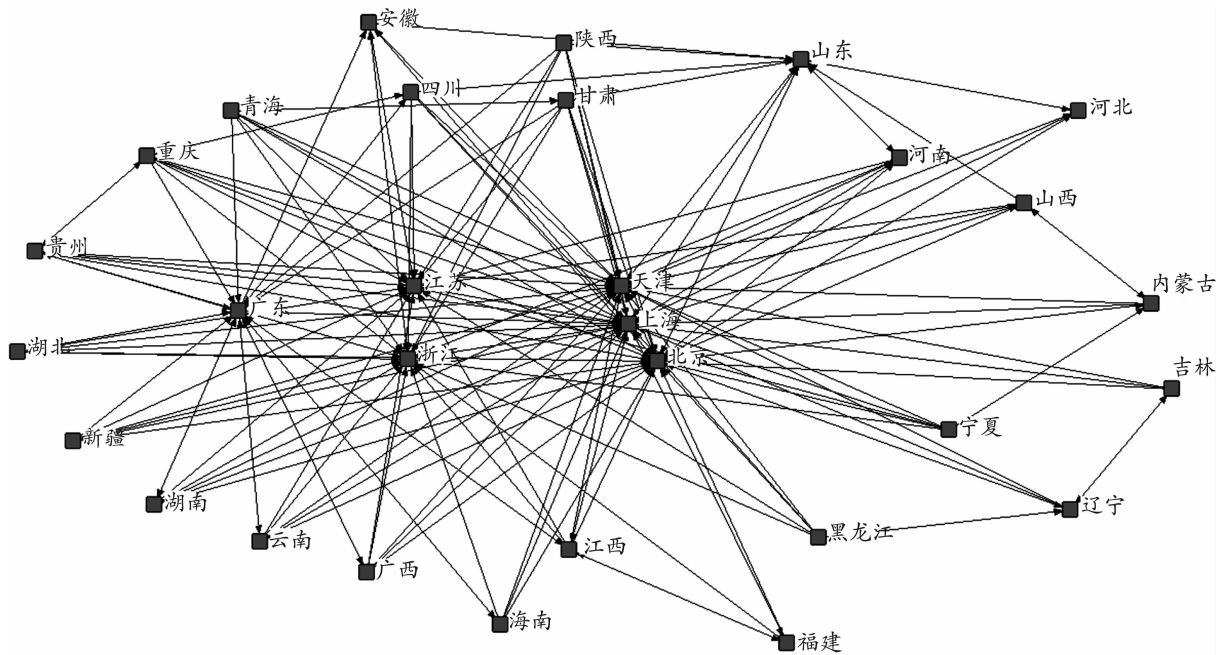 安徽
陕西
山东
四川
甘肃
青海
河北
重庆
河南
山西
贵州
江苏
天津
内蒙古
广东
上海
湖北
浙江
北京
吉林
宁夏
新疆
湖南
辽宁
黑龙江
云南
江西
广西
海南
福建